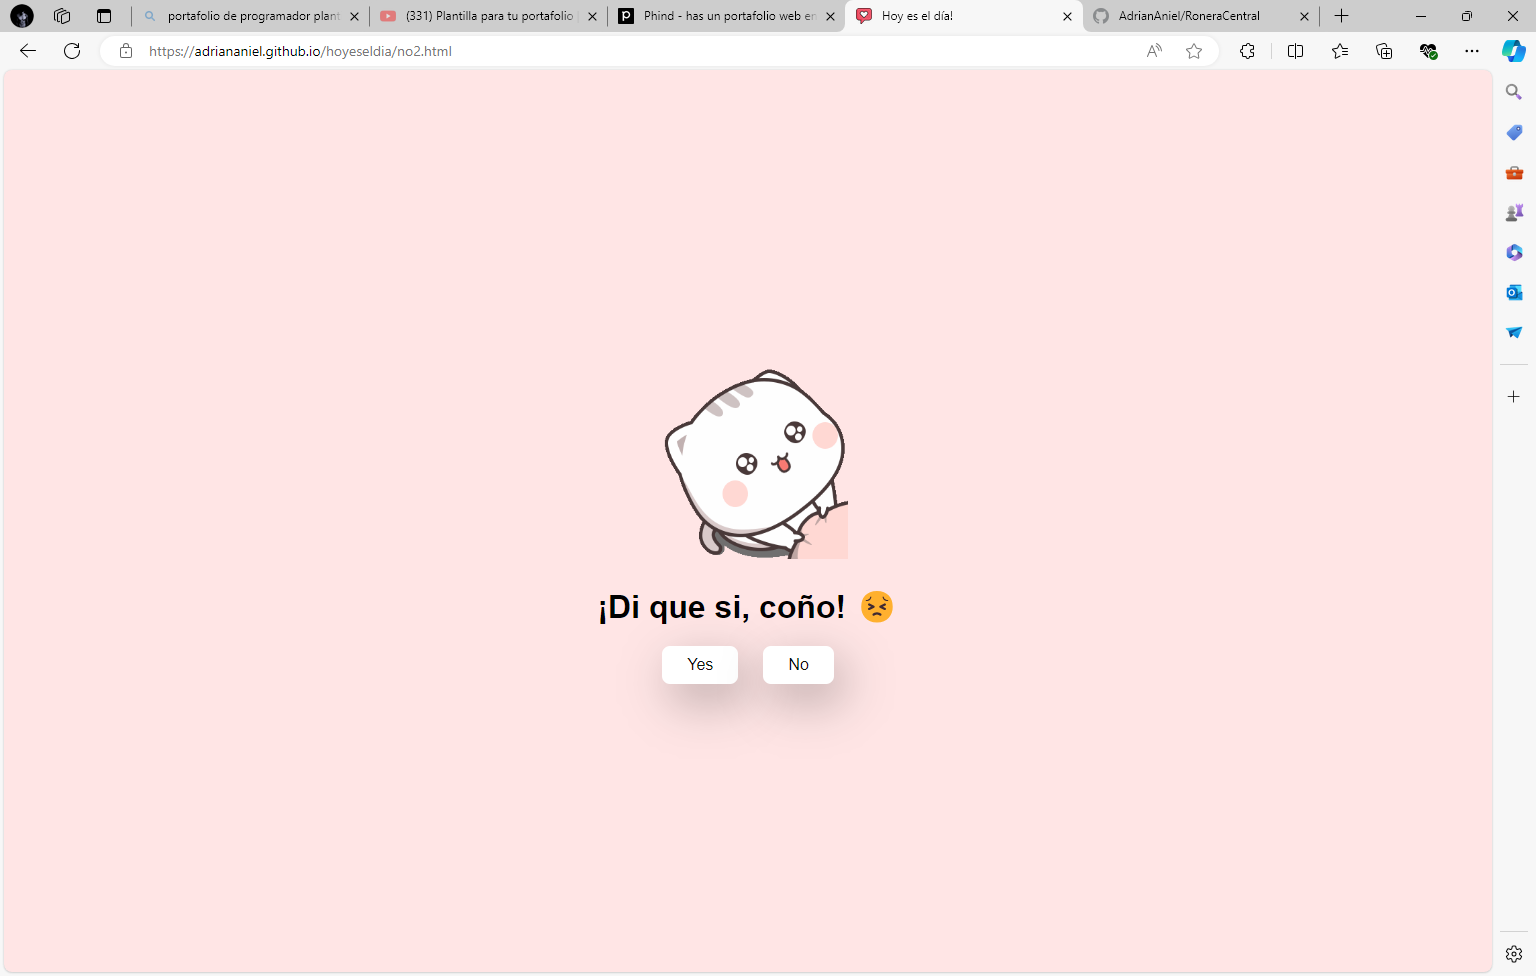 portafolio de programador plant
(331) Plantilla para tu portafolio
Phind - has un portafolio web en
Hoy es el día!
AdrianAniel/RoneraCentral
https://adriananiel.github.io/hoyeseldia/no2.html
¡Di que si, coño! 😣
Yes
No